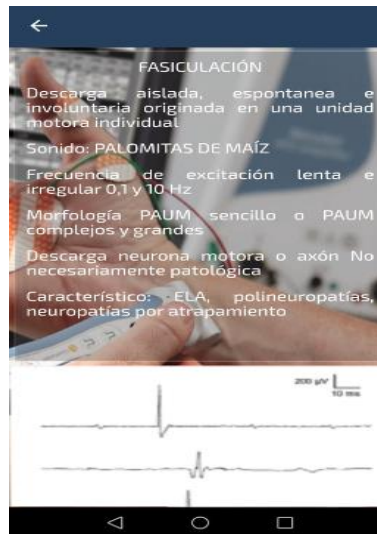 FASICULACIÓN
Descarga aislada, espontanea e
involuntaria originada en una unidad
motora individual
Sonido: PALOMITAS DE MAÍZ
Frecuencia de excitación lenta e
irregular 0,1 y 10 Hz
Morfología PAUM sencillo o PAUM
complejos y grandes
Descarga neurona motora o axón No
necesariamente patológica
Característico: ELA, polineuropatías,
neuropatías por atrapamiento
200 µV
10 ms